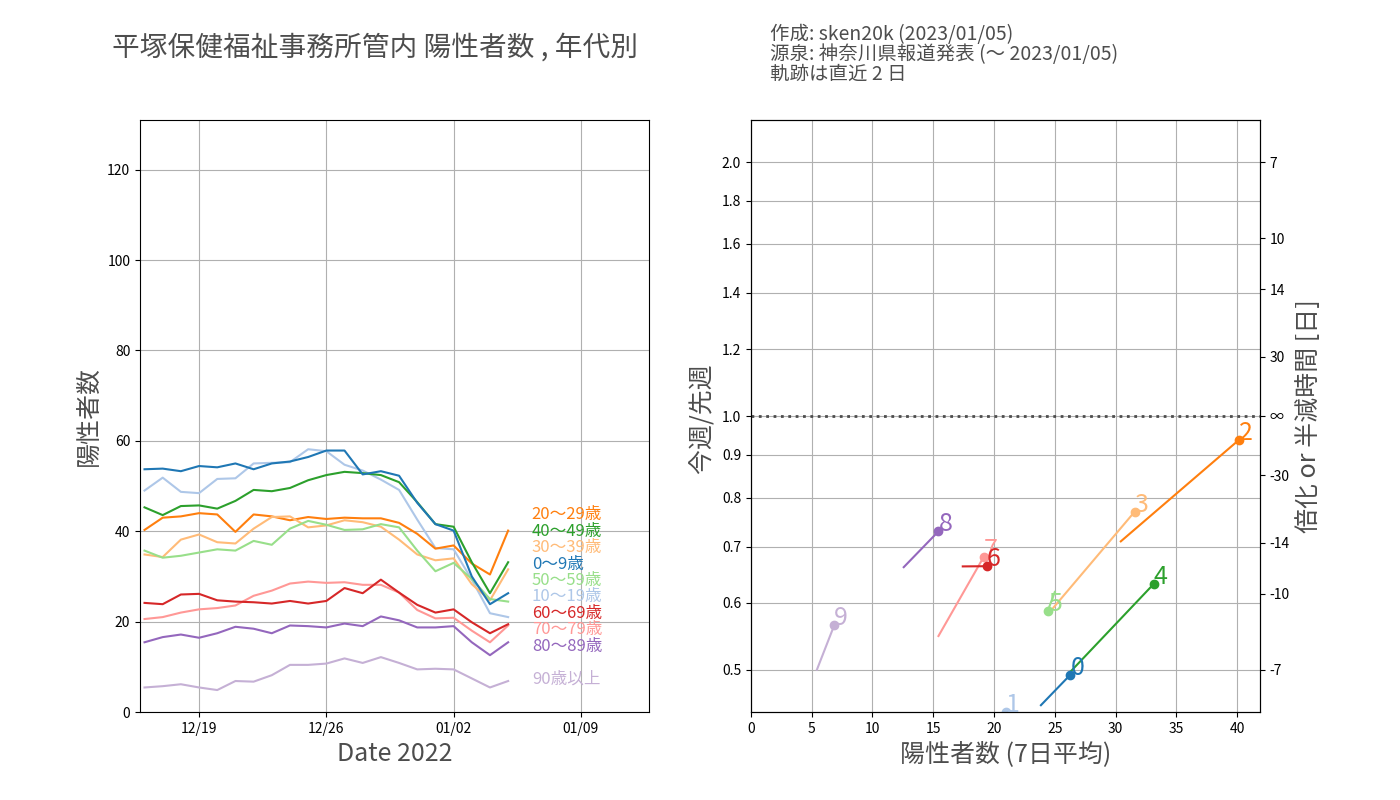 平塚保健福祉事務所管内 陽性者数 , 年代別
作成: sken20k (2023/01/05)
源泉: 神奈川県報道発表 (〜 2023/01/05)
軌跡は直近 2 日
陽性者数
120
100
80
60
40
20
0
12/19
12/26
01/02
01/09
Date 2022
20〜29歳
40〜49歳
30〜39歳
0〜9歳
50〜59歳
10〜19歳
60〜69歳
70〜79歳
80〜89歳
90歳以上
今週/先週
2.0
1.8
1.6
1.4
1.2
1.0
0.9
0.8
0.7
0.6
0.5
2
3
8
7
6
4
5
9
0
1
0
5
10
15
20
25
30
35
40
陽性者数 (7日平均)
7
10
14
30
∞
-30
-14
-10
-7
倍化 or 半減時間 [日]